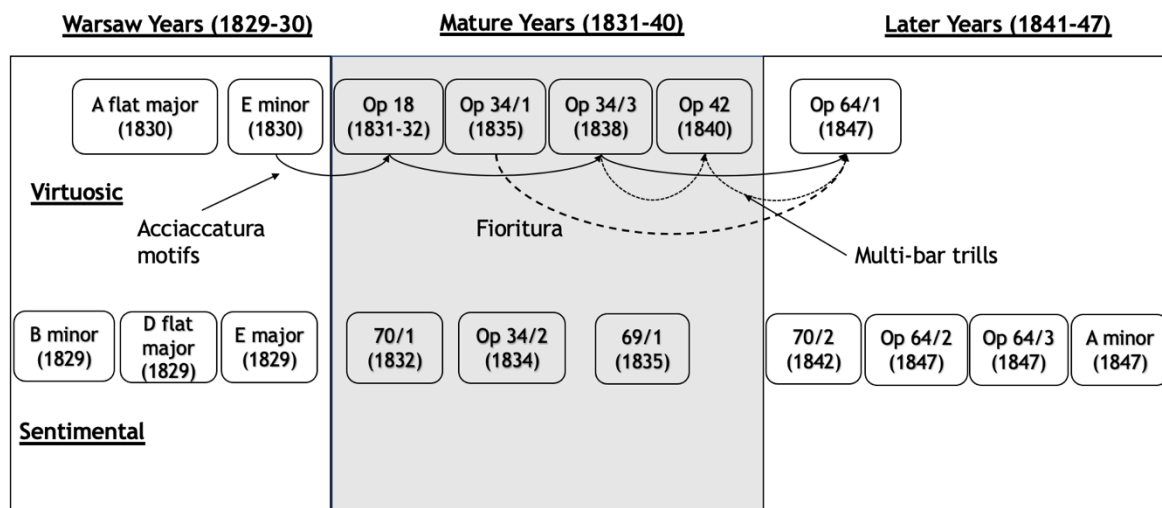 Warsaw Years (1829-30)
Mature Years (1831-40)
Later Years (1841-47)
A flat major
(1830)
E minor
(1830)
Op 18
(1831-32)
Op 34/1
(1835)
Op 34/3
(1838)
Op 42
(1840)
Op 64/1
(1847)
Virtuosic
Acciaccatura
motifs
Fioritura
Multi-bar trills
B minor
(1829)
D flat
major
(1829)
E major
(1829)
70/1
(1832)
Op 34/2
(1834)
69/1
(1835)
70/2
(1842)
Op 64/2
(1847)
Op 64/3
(1847)
A minor
(1847)
Sentimental